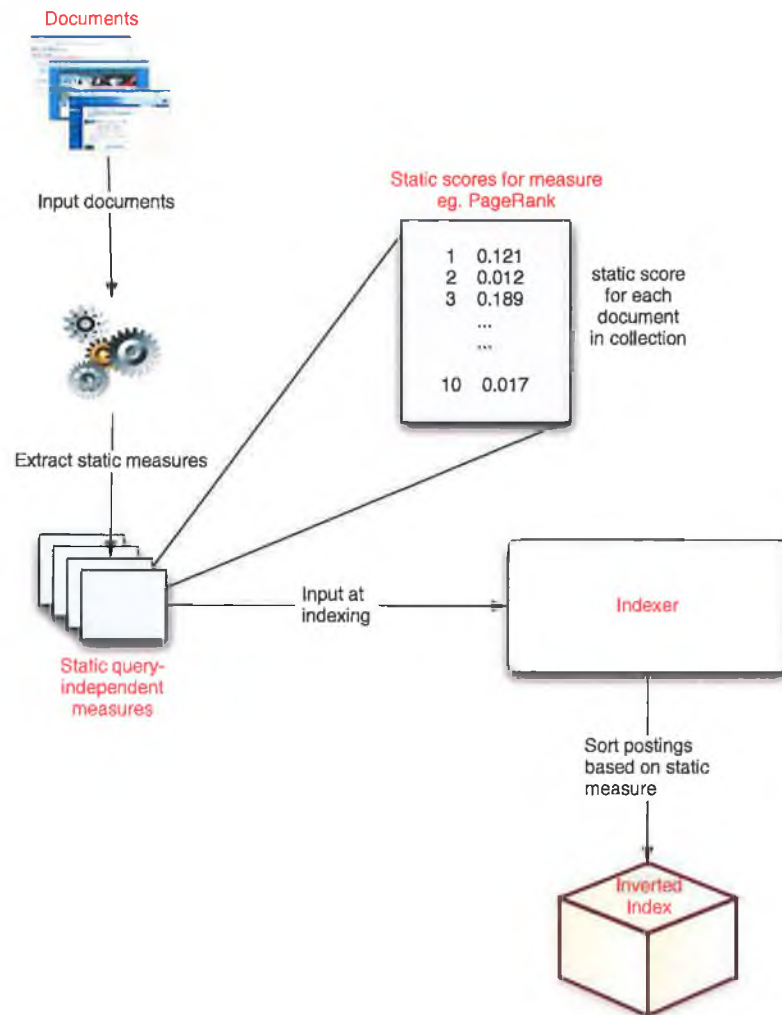 Documents
Input documents
Static scores for measure
eg. PageRank
1 0.121
2 0.012
3 0.189
...
...
10 0.017
static score
for each
document
in collection
Extract static measures
Input at
indexing
Indexer
Static query-
independent
measures
Sort postings
based on static
measure
Inverted
Index